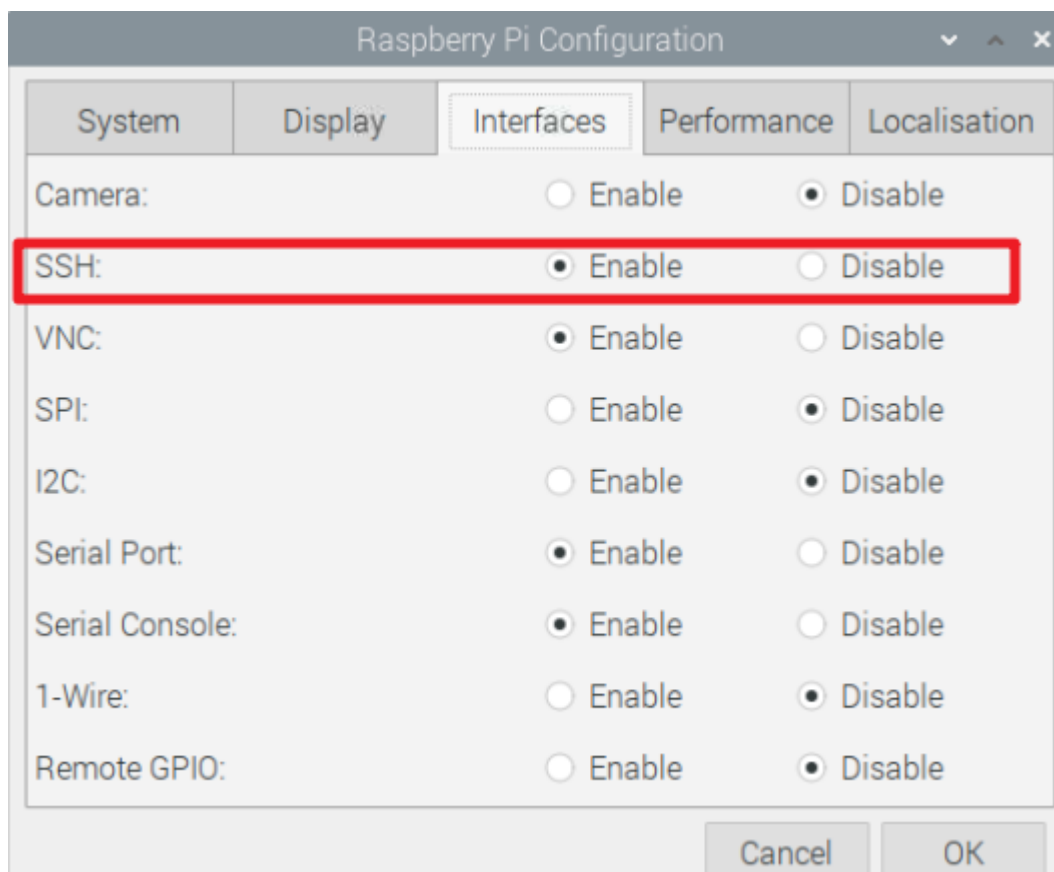 Raspberry Pi Configuration
System Display Interfaces Performance Localisation
Camera: Enable Disable
SSH: Enable Disable
VNC: Enable Disable
SPI: Enable Disable
I2C: Enable Disable
Serial Port: Enable Disable
Serial Console: Enable Disable
1-Wire: Enable Disable
Remote GPIO: Enable Disable
Cancel OK